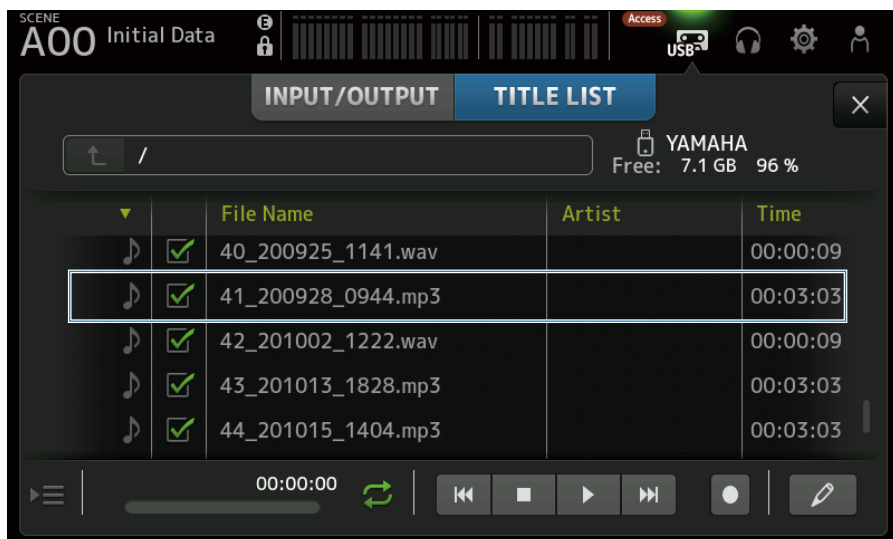 SCENE
A00 Initial Data
E
Access
USB
INPUT/OUTPUT TITLE LIST
/
YAMAHA
Free: 7.1 GB 96 %
File Name Artist Time
40_200925_1141.wav 00:00:09
41_200928_0944.mp3 00:03:03
42_201002_1222.wav 00:00:09
43_201013_1828.mp3 00:03:03
44_201015_1404.mp3 00:03:03
00:00:00